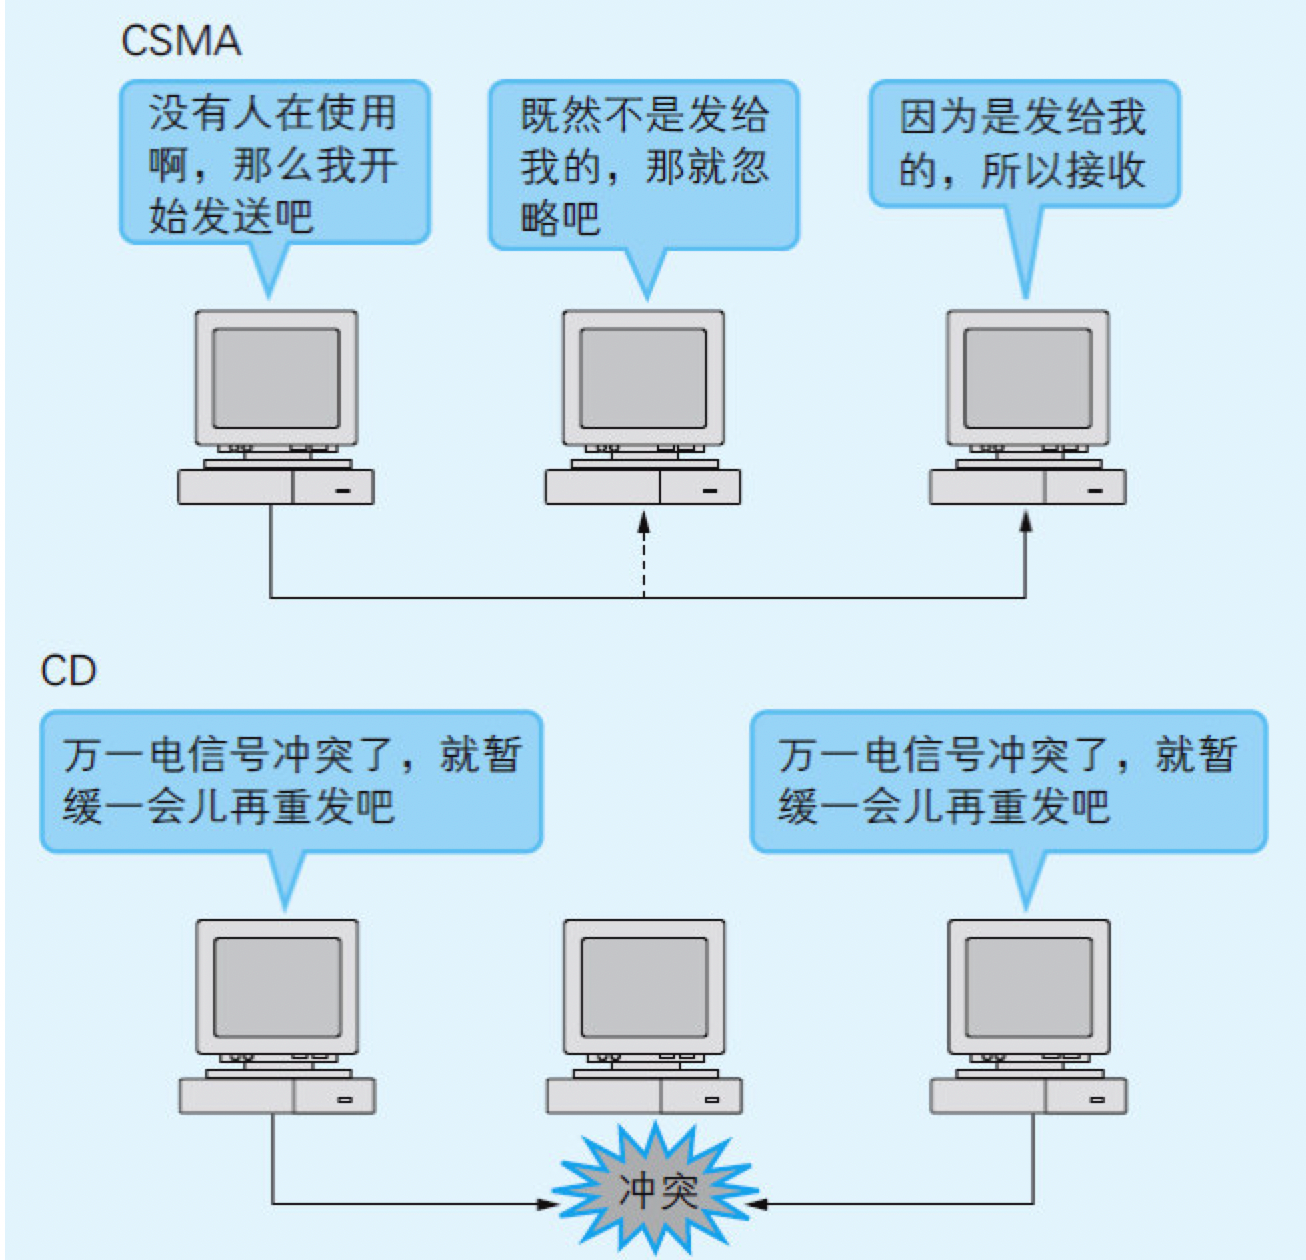 CSMA
没有人在使用
啊，那么我开
始发送吧
既然不是发给
我的，那就忽
略吧
因为是发给我
的，所以接收
CD
万一电信号冲突了，就暂
缓一会儿再重发吧
万一电信号冲突了，就暂
缓一会儿再重发吧
冲突